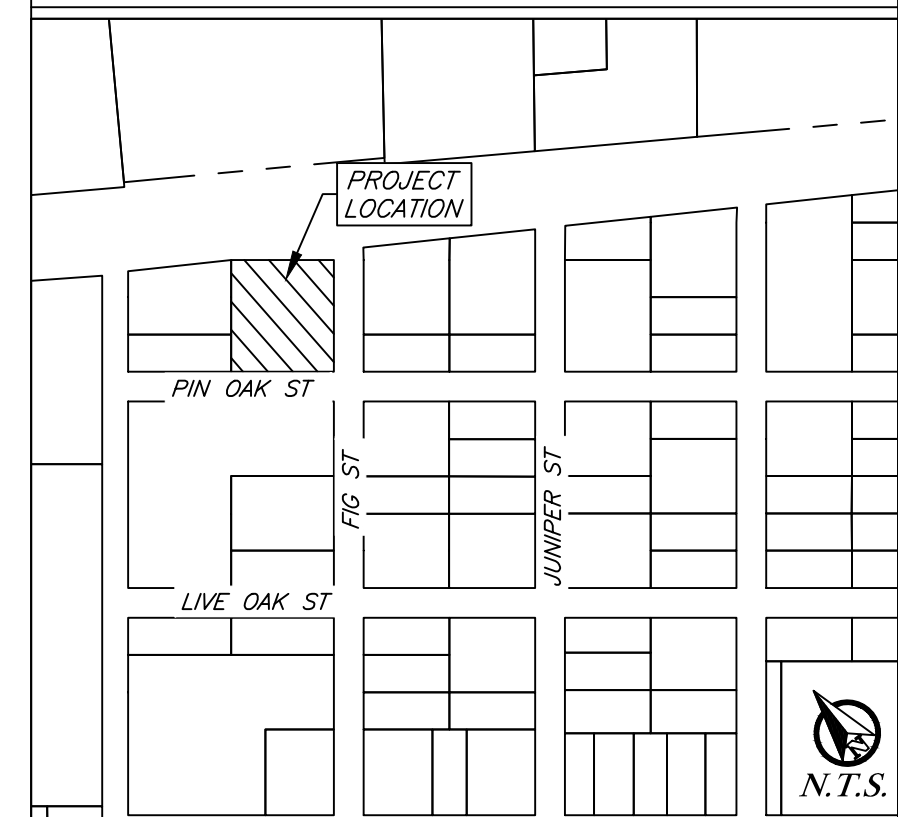 PROJECT
LOCATION
PIN OAK ST
FIG ST
JUNIPER ST
LIVE OAK ST
N
N.T.S.